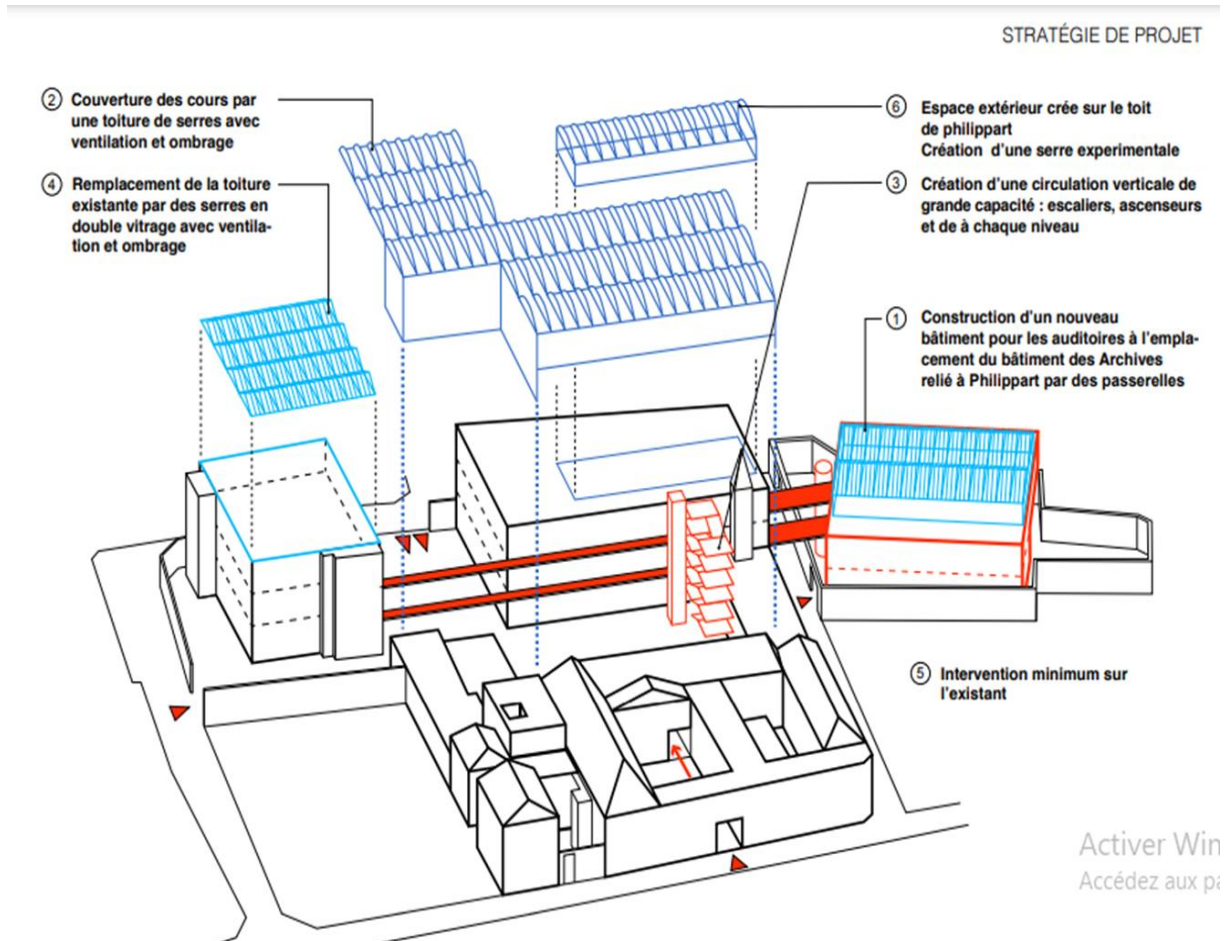 STRATÉGIE DE PROJET
② Couverture des cours par
une toiture de serres avec
ventilation et ombrage
④ Remplacement de la toiture
existante par des serres en
double vitrage avec ventila-
tion et ombrage
⑥ Espace extérieur crée sur le toit
de philippart
Création d'une serre experimentale
③ Création d'une circulation verticale de
grande capacité : escaliers, ascenseurs
et de à chaque niveau
① Construction d'un nouveau
bâtiment pour les auditoires à l'empla-
cement du bâtiment des Archives
relié à Philippart par des passerelles
⑤ Intervention minimum sur
l'existant
Activer Win
Accédez aux pa